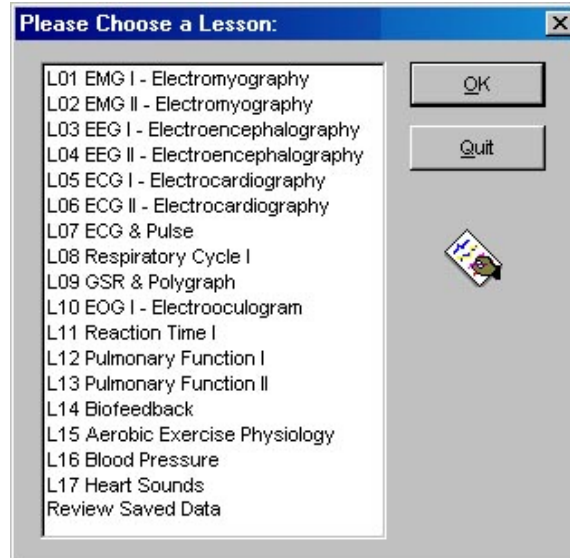 Please Choose a Lesson:
L01 EMG I - Electromyography
L02 EMG II - Electromyography
L03 EEG I - Electroencephalography
L04 EEG II - Electroencephalography
L05 ECG I - Electrocardiography
L06 ECG II - Electrocardiography
L07 ECG & Pulse
L08 Respiratory Cycle I
L09 GSR & Polygraph
L10 EOG I - Electrooculogram
L11 Reaction Time I
L12 Pulmonary Function I
L13 Pulmonary Function II
L14 Biofeedback
L15 Aerobic Exercise Physiology
L16 Blood Pressure
L17 Heart Sounds
Review Saved Data
OK
Quit